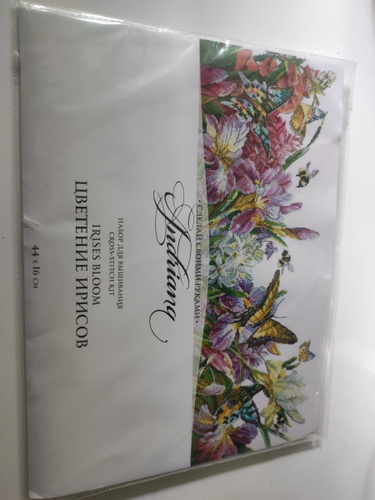 • СДЕЛАЙ СВОИМИ РУКАМИ •
Andriana
НАБОР ДЛЯ ВЫШИВАНИЯ
CROSS-STITCH KIT
IRISES BLOOM
ЦВЕТЕНИЕ ИРИСОВ
44 x 16 см